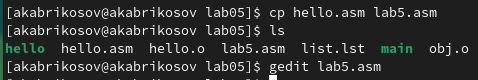 [akabrikosov@akabrikosov lab05]$ cp hello.asm lab5.asm
[akabrikosov@akabrikosov lab05]$ ls
hello  hello.asm  hello.o  lab5.asm  list.lst  main  obj.o
[akabrikosov@akabrikosov lab05]$ gedit lab5.asm